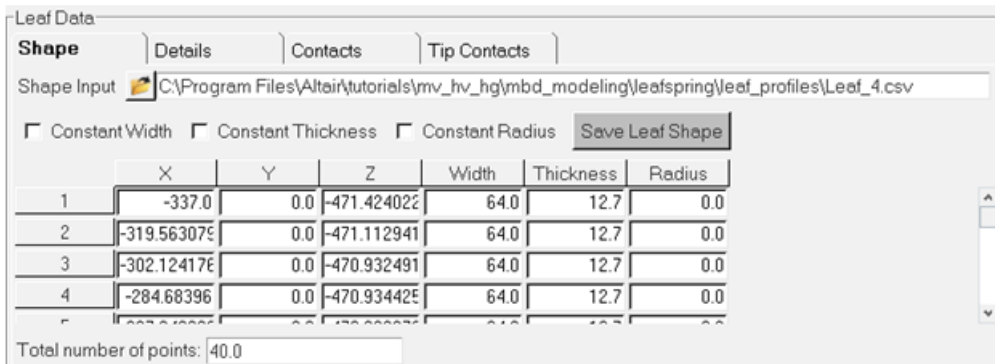 Leaf Data
Shape Details Contacts Tip Contacts
Shape Input C:\Program Files\Altair\tutorials\mv_hv_hg\mbd_modeling\leafspring\leaf_profiles\Leaf_4.csv
Constant Width Constant Thickness Constant Radius Save Leaf Shape
X Y Z Width Thickness Radius
1 -337.0 0.0 -471.424022 64.0 12.7 0.0
2 -319.563079 0.0 -471.112941 64.0 12.7 0.0
3 -302.124176 0.0 -470.932491 64.0 12.7 0.0
4 -284.68396 0.0 -470.934425 64.0 12.7 0.0
Total number of points: 40.0